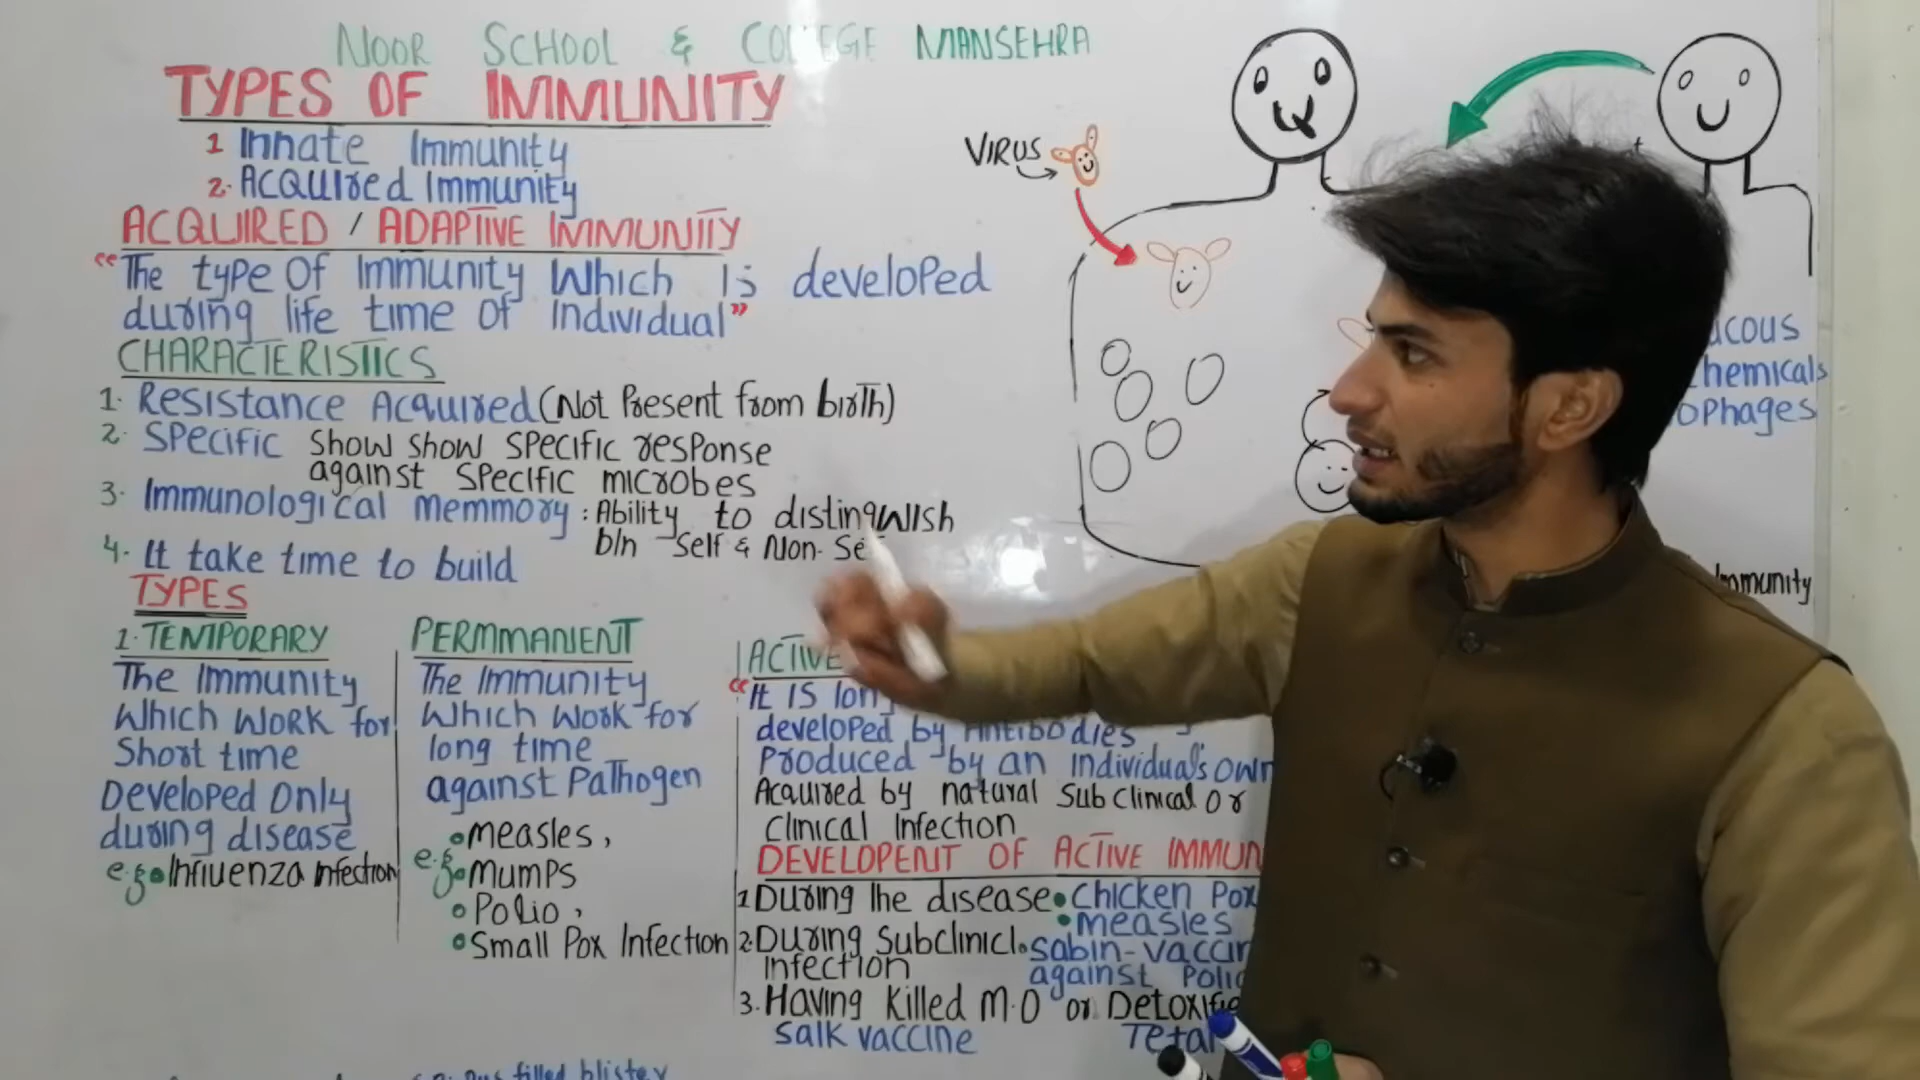 NOOR SCHOOL & COLLEGE MANSEHRA
TYPES OF IMMUNITY
1 Innate Immunity
2. Acquired Immunity
ACQUIRED / ADAPTIVE IMMUNITY
"The type of Immunity Which is developed
during life time of Individual"
CHARACTERISTICS
1. Resistance Acquired (Not Present from birth)
2. Specific Show show specific response
against specific microbes
3. Immunological memmory : Ability to distingwish
b/n Self & Non-Se
4. It take time to build
TYPES
1. TEMPORARY
The Immunity
Which WORK for
Short time
Developed Only
during disease
e.g Influenza Infection
PERMMANENT
The Immunity
Which Work for
long time
against Pathogen
e.g measles,
Mumps
Polio,
Small Pox Infection
ACTIVE
"It is lon
developed by Antibodies
Produced by an individual's own
Acquired by natural Sub Clinical Or
Clinical Infection
DEVELOPENT OF ACTIVE IMMUN
1 During the disease Chicken Pox
measles
2. During Subclinicl sabin-vaccin
Infection against Polio
3. Having Killed M.O or Detoxifie
Salk vaccine Tetan
filled blister
VIRUS
ucous
hemicals
ophages
mmunity